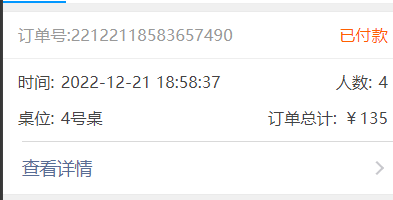 订单号:22122118583657490 已付款
时间: 2022-12-21 18:58:37 人数: 4
桌位: 4号桌 订单总计: ￥135
查看详情